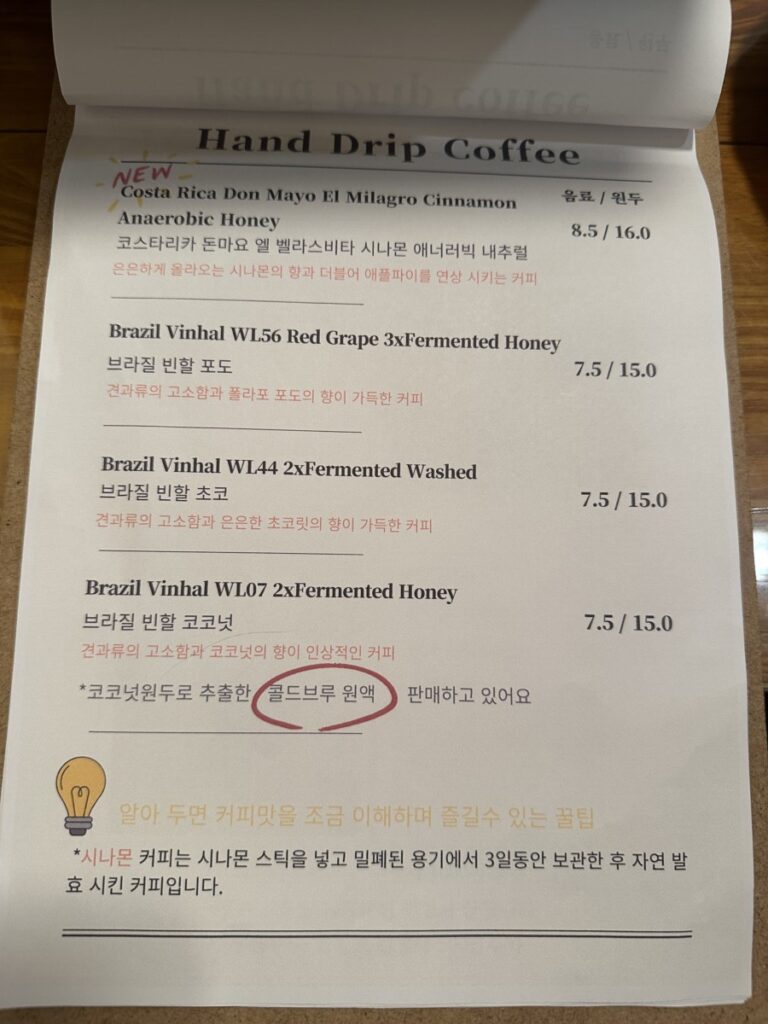 Hand Drip Coffee
NEW
음료 / 원두
Costa Rica Don Mayo El Milagro Cinnamon
Anaerobic Honey
8.5 / 16.0
코스타리카 돈마요 엘 벨라스비타 시나몬 애너러빅 내추럴
은은하게 올라오는 시나몬의 향과 더블어 애플파이를 연상 시키는 커피
Brazil Vinhal WL56 Red Grape 3xFermented Honey
브라질 빈할 포도
7.5 / 15.0
견과류의 고소함과 폴라포 포도의 향이 가득한 커피
Brazil Vinhal WL44 2xFermented Washed
브라질 빈할 초코
7.5 / 15.0
견과류의 고소함과 은은한 초코릿의 향이 가득한 커피
Brazil Vinhal WL07 2xFermented Honey
브라질 빈할 코코넛
7.5 / 15.0
견과류의 고소함과 코코넛의 향이 인상적인 커피
*코코넛원두로 추출한 콜드브루 원액 판매하고 있어요
알아 두면 커피맛을 조금 이해하며 즐길수 있는 꿀팁
*시나몬 커피는 시나몬 스틱을 넣고 밀폐된 용기에서 3일동안 보관한 후 자연 발
효 시킨 커피입니다.